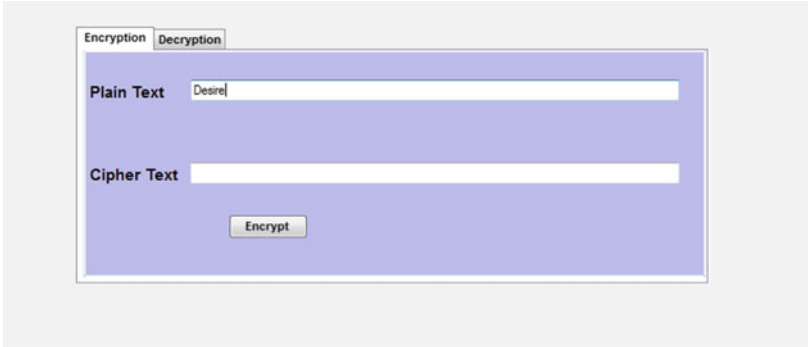 Encryption Decryption
Plain Text Desire
Cipher Text
Encrypt